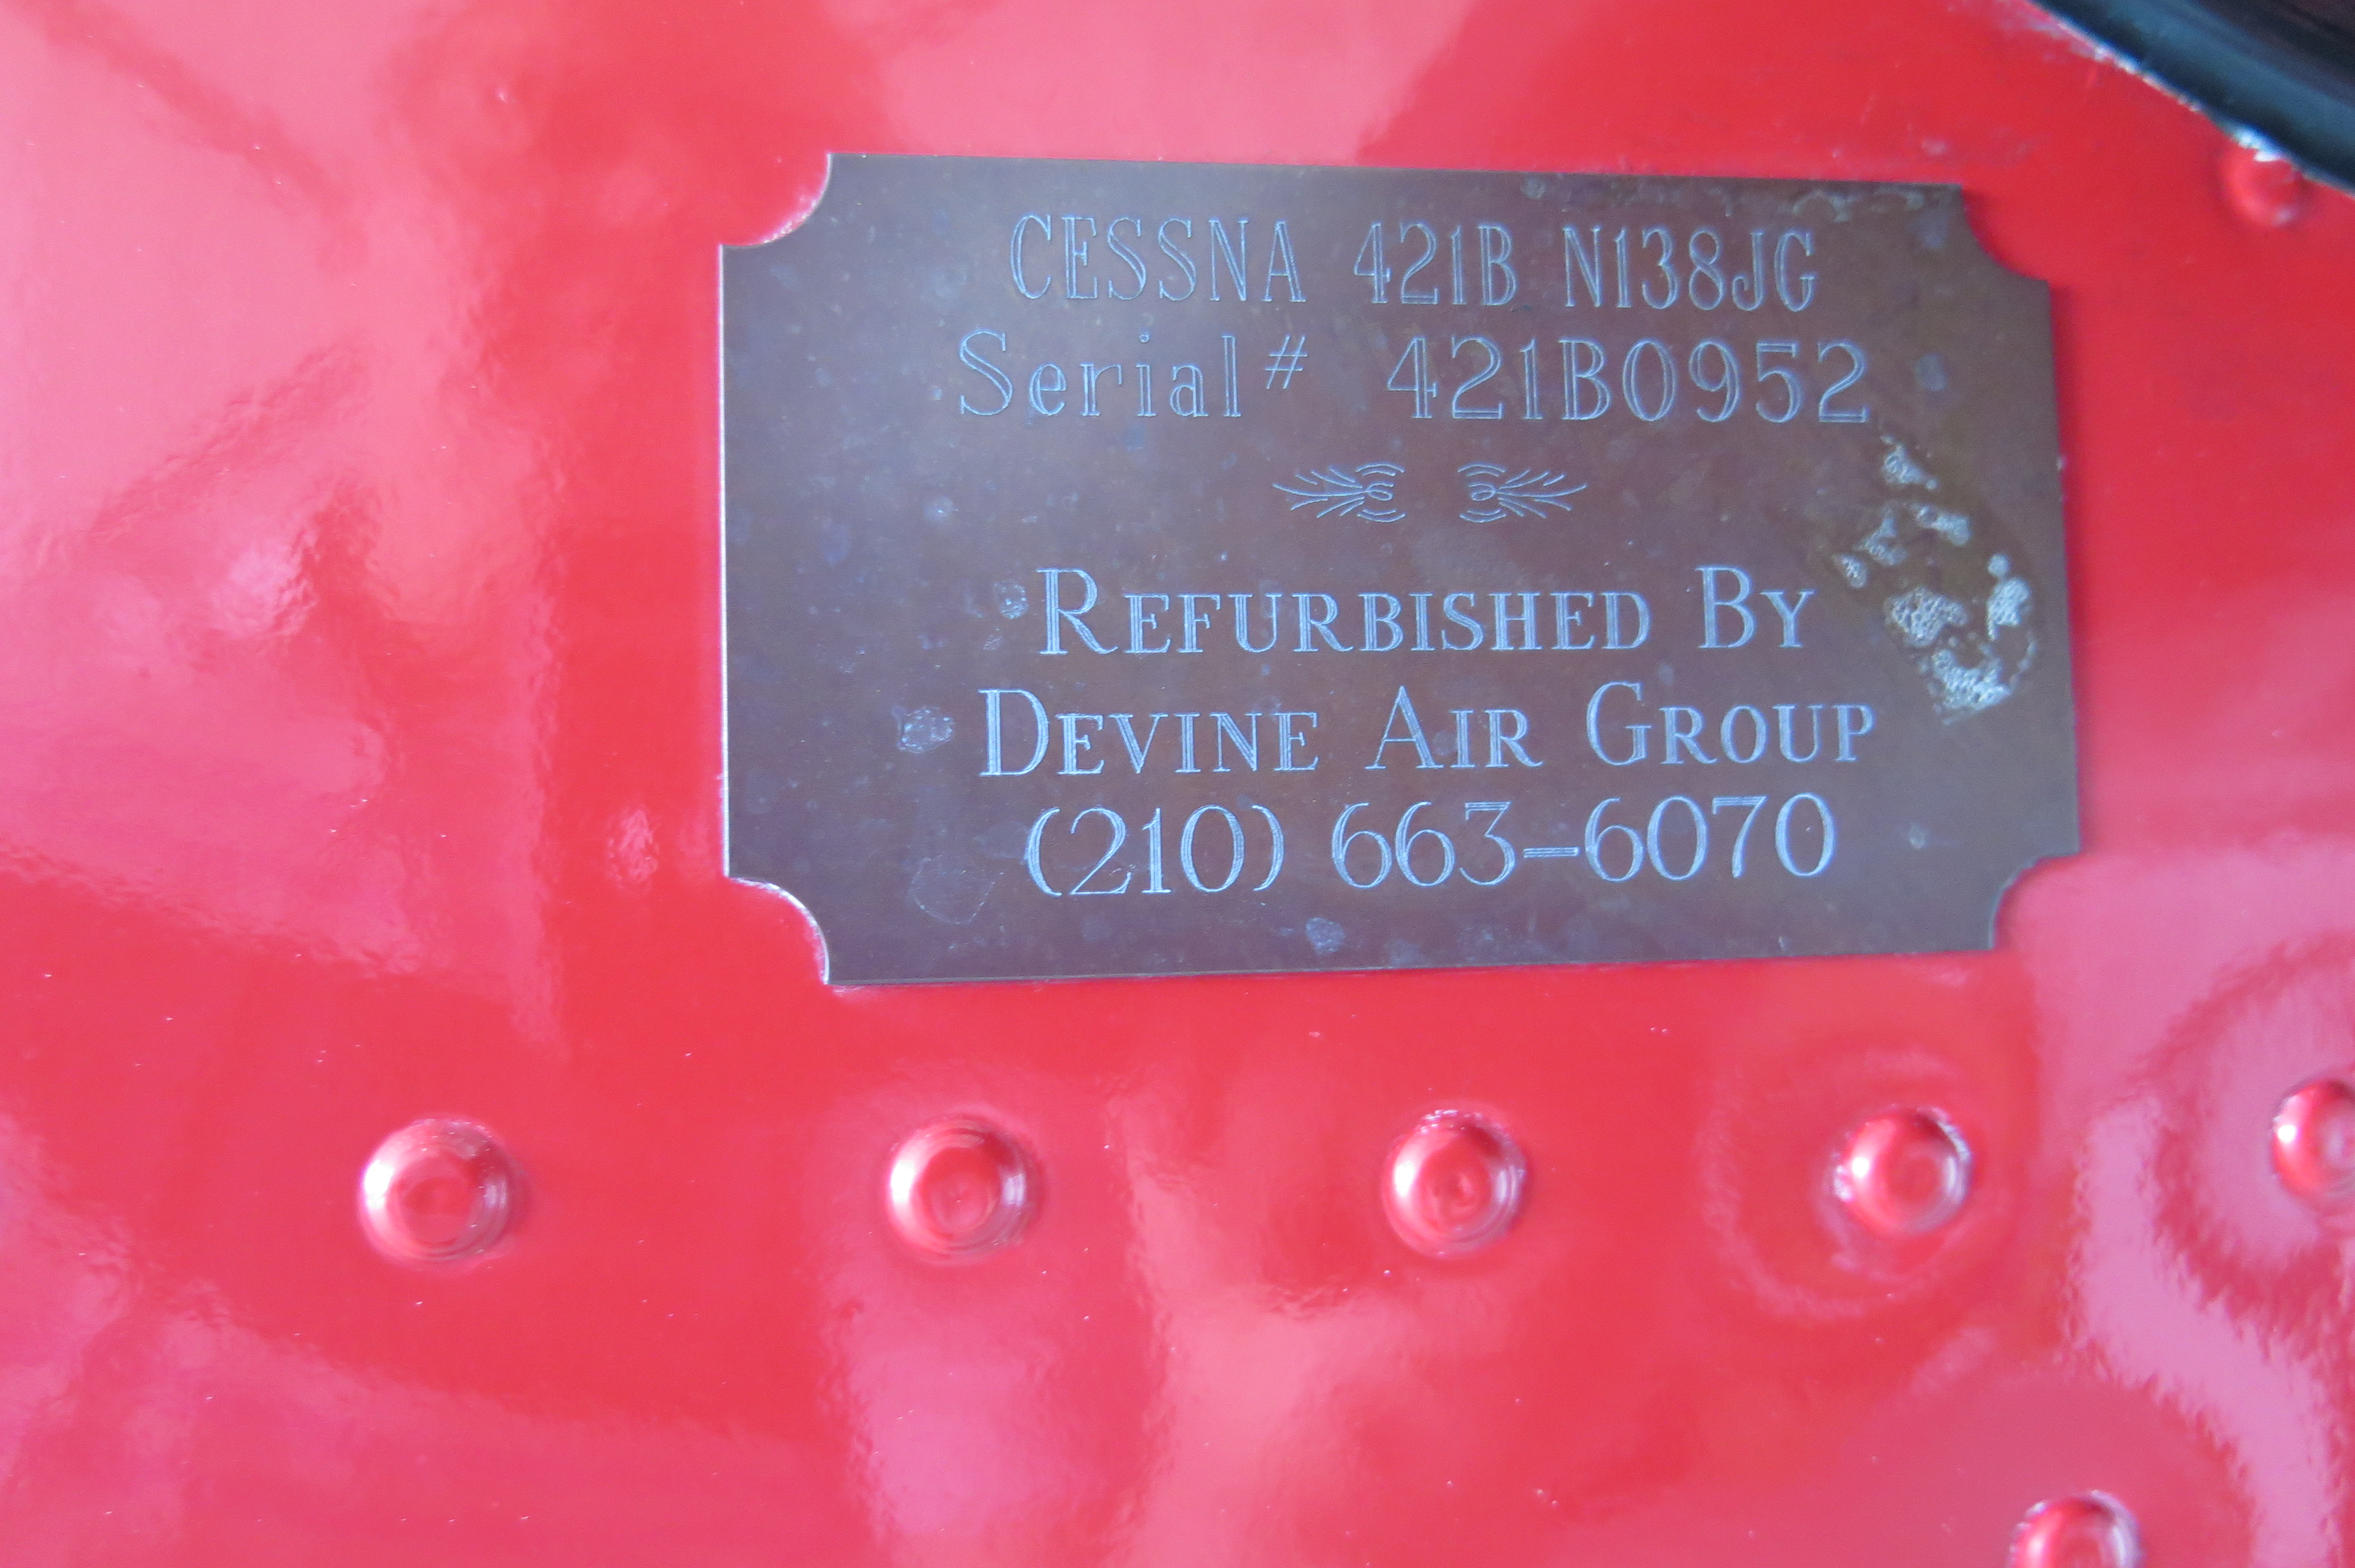 CESSNA 421B N138JG
Serial# 421B0952
REFURBISHED BY
DEVINE AIR GROUP
(210) 663-6070